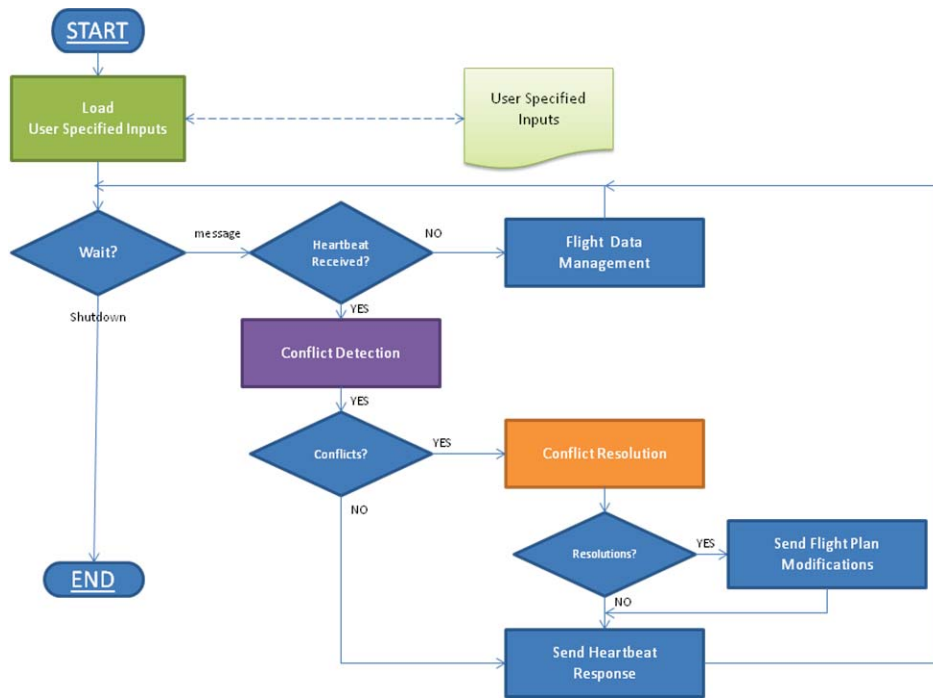 START
Load
User Specified Inputs
User Specified
Inputs
Wait?
message
Heartbeat
Received?
NO
Flight Data
Management
Shutdown
YES
Conflict Detection
YES
Conflicts?
YES
Conflict Resolution
NO
Resolutions?
YES
Send Flight Plan
Modifications
END
NO
Send Heartbeat
Response